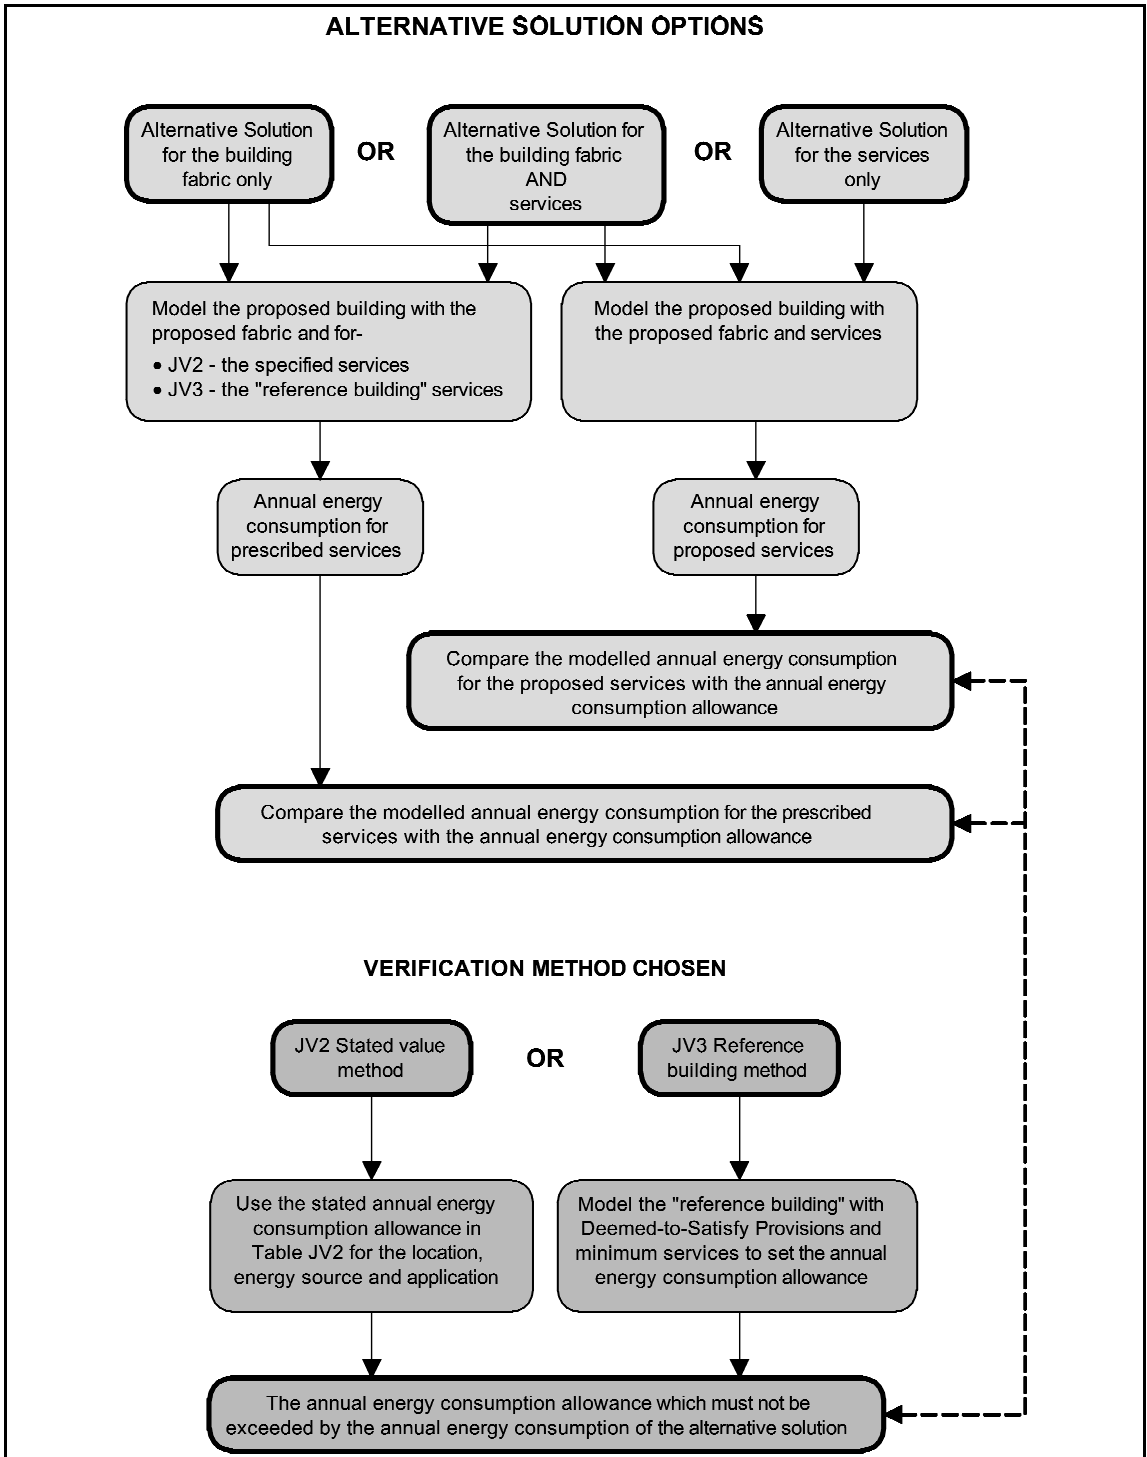 ALTERNATIVE SOLUTION OPTIONS
Alternative Solution
for the building
fabric only
OR
Alternative Solution for
the building fabric
AND
services
OR
Alternative Solution
for the services
only
Model the proposed building with the
proposed fabric and for-
• JV2 - the specified services
• JV3 - the "reference building" services
Model the proposed building with
the proposed fabric and services
Annual energy
consumption for
prescribed services
Annual energy
consumption for
proposed services
Compare the modelled annual energy consumption
for the proposed services with the annual energy
consumption allowance
Compare the modelled annual energy consumption for the prescribed
services with the annual energy consumption allowance
VERIFICATION METHOD CHOSEN
JV2 Stated value
method
OR
JV3 Reference
building method
Use the stated annual energy
consumption allowance in
Table JV2 for the location,
energy source and application
Model the "reference building" with
Deemed-to-Satisfy Provisions and
minimum services to set the annual
energy consumption allowance
The annual energy consumption allowance which must not be
exceeded by the annual energy consumption of the alternative solution